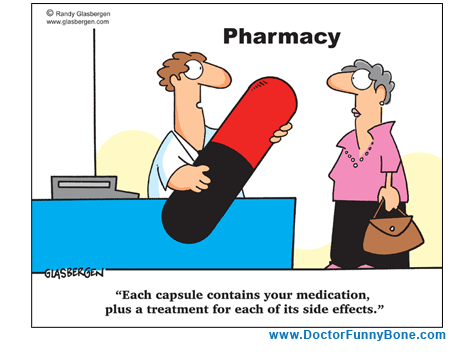 © Randy Glasbergen
www.glasbergen.com
Pharmacy
GLASBERGEN
“Each capsule contains your medication,
plus a treatment for each of its side effects.”
www.DoctorFunnyBone.com